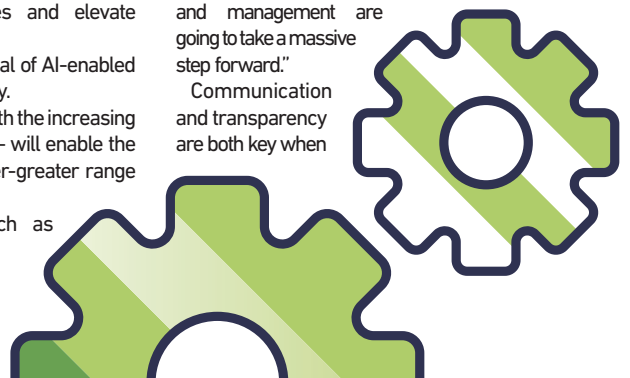 es and elevate
al of AI-enabled
y.
th the increasing
- will enable the
er-greater range
ch as
and management are
going to take a massive
step forward."
Communication
and transparency
are both key when